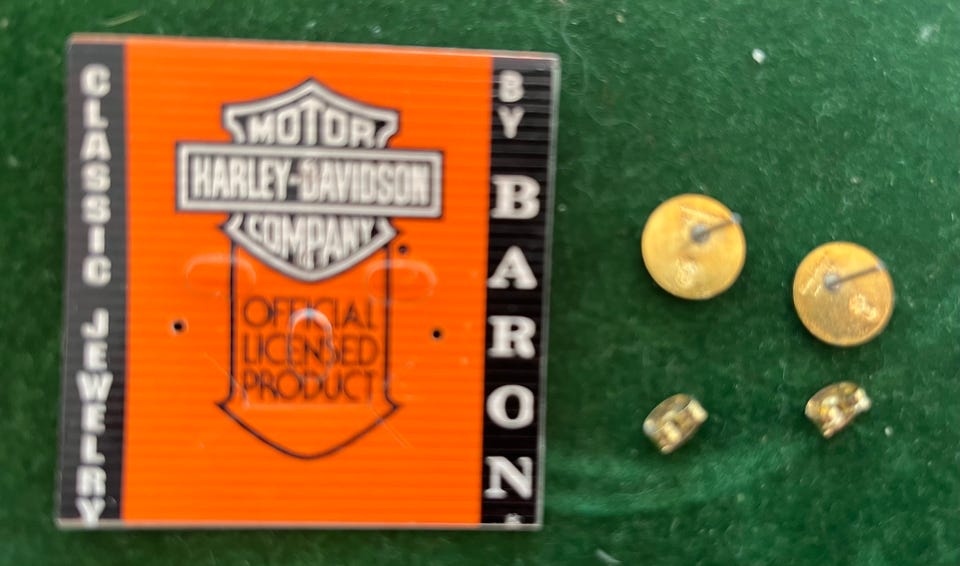 CLASSIC JEWELRY
MOTOR
HARLEY-DAVIDSON
COMPANY
OFFICIAL
LICENSED
PRODUCT
BY BARON